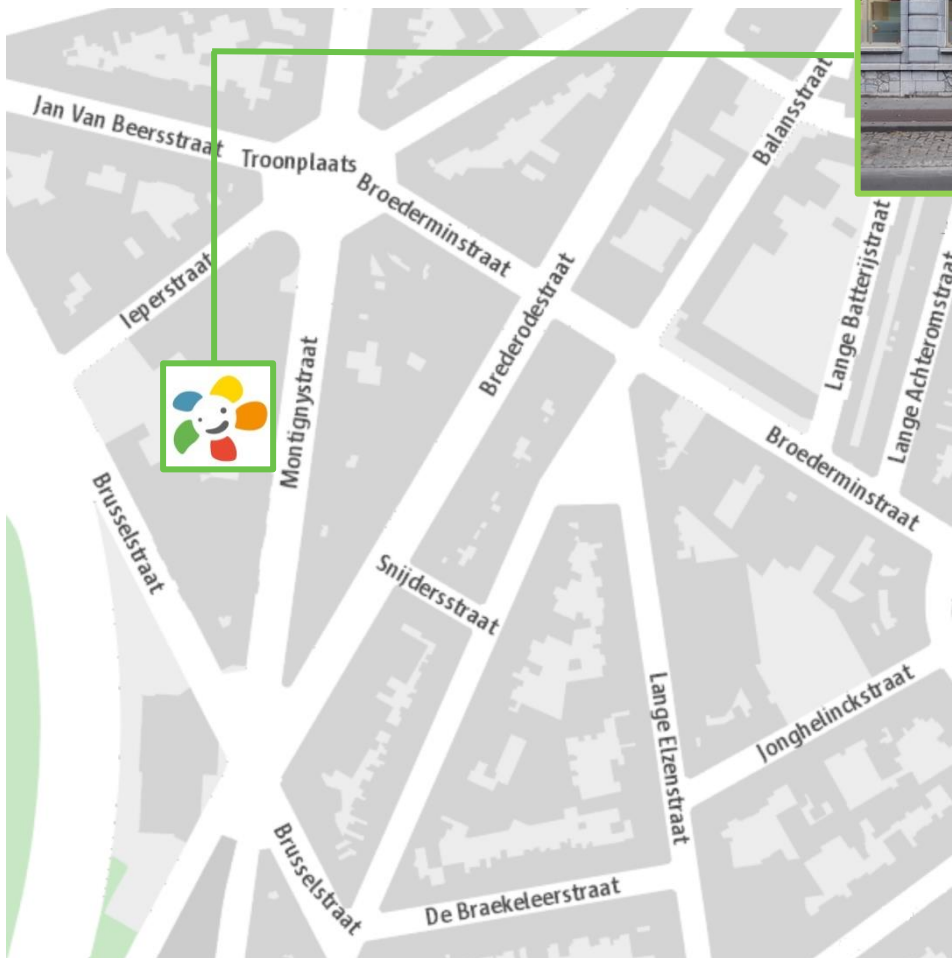 Jan Van Beersstraat
Troonplaats
Balansstraat
Broederminstraat
Ieperstraat
Brederodestraat
Lange Batterijstraat
Lange Achteromstraat
Montignystraat
Broederminstraat
Brusselstraat
Snijdersstraat
Lange Elzenstraat
Jonghelinckstraat
Brusselstraat
De Braekeleerstraat